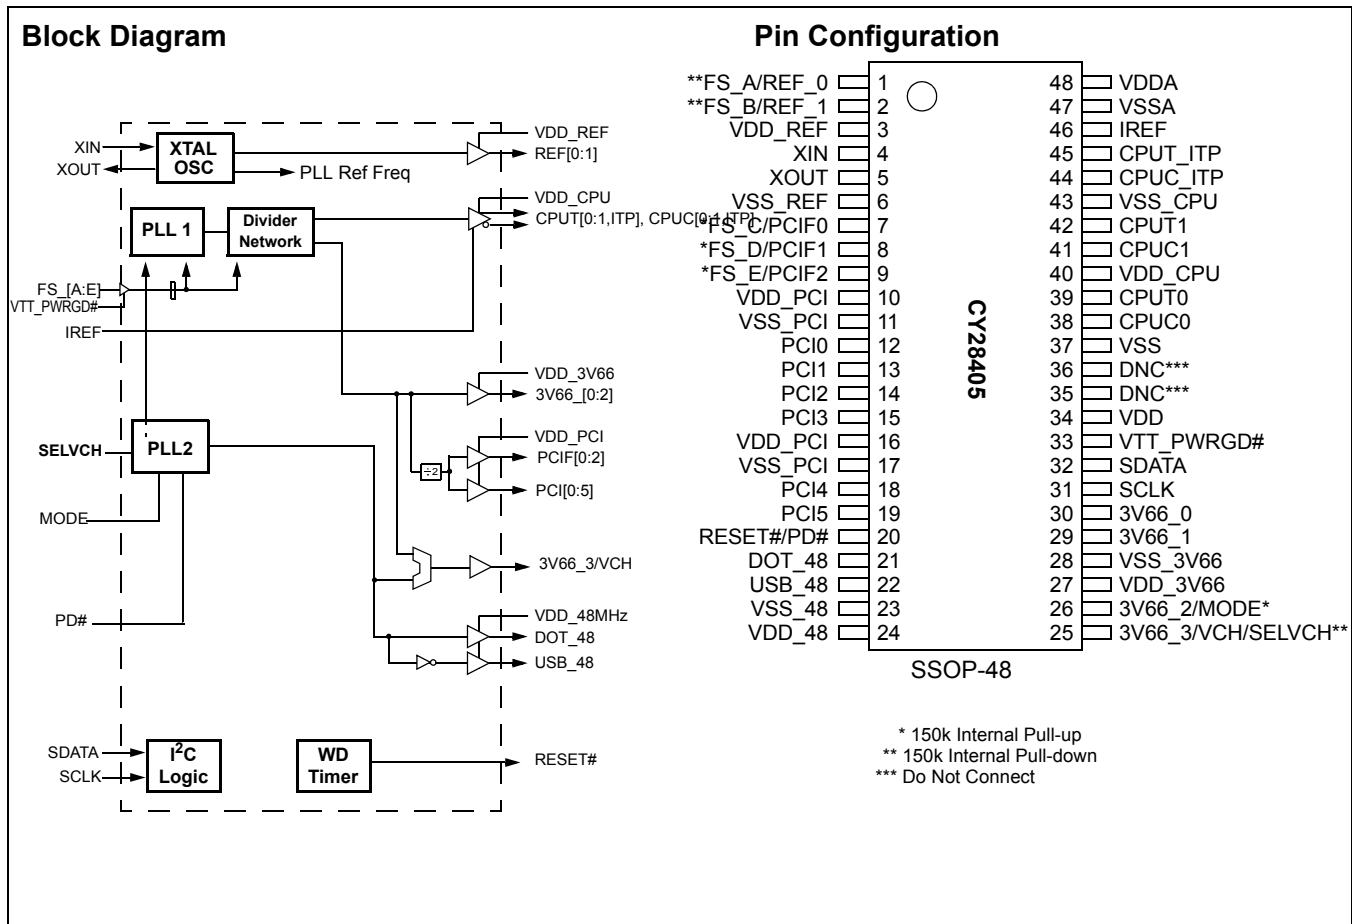 Block Diagram
XIN
XOUT
XTAL
OSC
VDD_REF
REF[0:1]
PLL Ref Freq
VDD_CPU
CPUT[0:1,ITP], CPUC[0:1,ITP]
PLL 1
Divider
Network
FS_[A:E]
VTT_PWRGD#
IREF
VDD_3V66
3V66_[0:2]
SELVCH
PLL2
VDD_PCI
PCIF[0:2]
÷2
PCI[0:5]
MODE
3V66_3/VCH
PD#
VDD_48MHz
DOT_48
USB_48
SDATA
SCLK
I²C
Logic
WD
Timer
RESET#
Pin Configuration
**FS_A/REF_0 1
**FS_B/REF_1 2
VDD_REF 3
XIN 4
XOUT 5
VSS_REF 6
*FS_C/PCIF0 7
*FS_D/PCIF1 8
*FS_E/PCIF2 9
VDD_PCI 10
VSS_PCI 11
PCI0 12
PCI1 13
PCI2 14
PCI3 15
VDD_PCI 16
VSS_PCI 17
PCI4 18
PCI5 19
RESET#/PD# 20
DOT_48 21
USB_48 22
VSS_48 23
VDD_48 24
CY28405
48 VDDA
47 VSSA
46 IREF
45 CPUT_ITP
44 CPUC_ITP
43 VSS_CPU
42 CPUT1
41 CPUC1
40 VDD_CPU
39 CPUT0
38 CPUC0
37 VSS
36 DNC***
35 DNC***
34 VDD
33 VTT_PWRGD#
32 SDATA
31 SCLK
30 3V66_0
29 3V66_1
28 VSS_3V66
27 VDD_3V66
26 3V66_2/MODE*
25 3V66_3/VCH/SELVCH**
SSOP-48
* 150k Internal Pull-up
** 150k Internal Pull-down
*** Do Not Connect